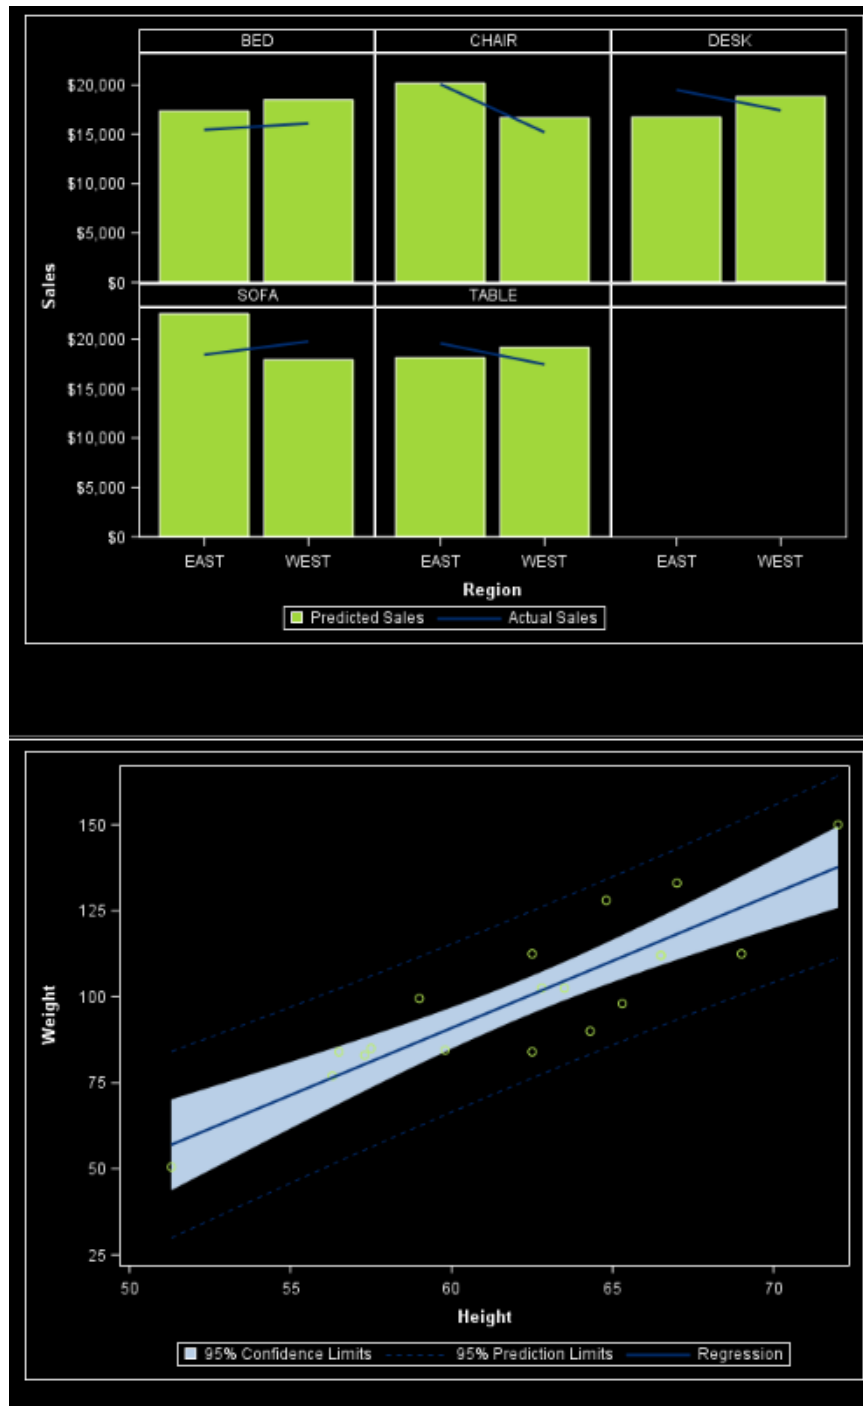 BED CHAIR DESK
$20,000
$15,000
$10,000
$5,000
$0
Sales
SOFA TABLE
$20,000
$15,000
$10,000
$5,000
$0
EAST WEST EAST WEST EAST WEST
Region
Predicted Sales Actual Sales
150
125
100
75
50
25
Weight
50 55 60 65 70
Height
95% Confidence Limits 95% Prediction Limits Regression